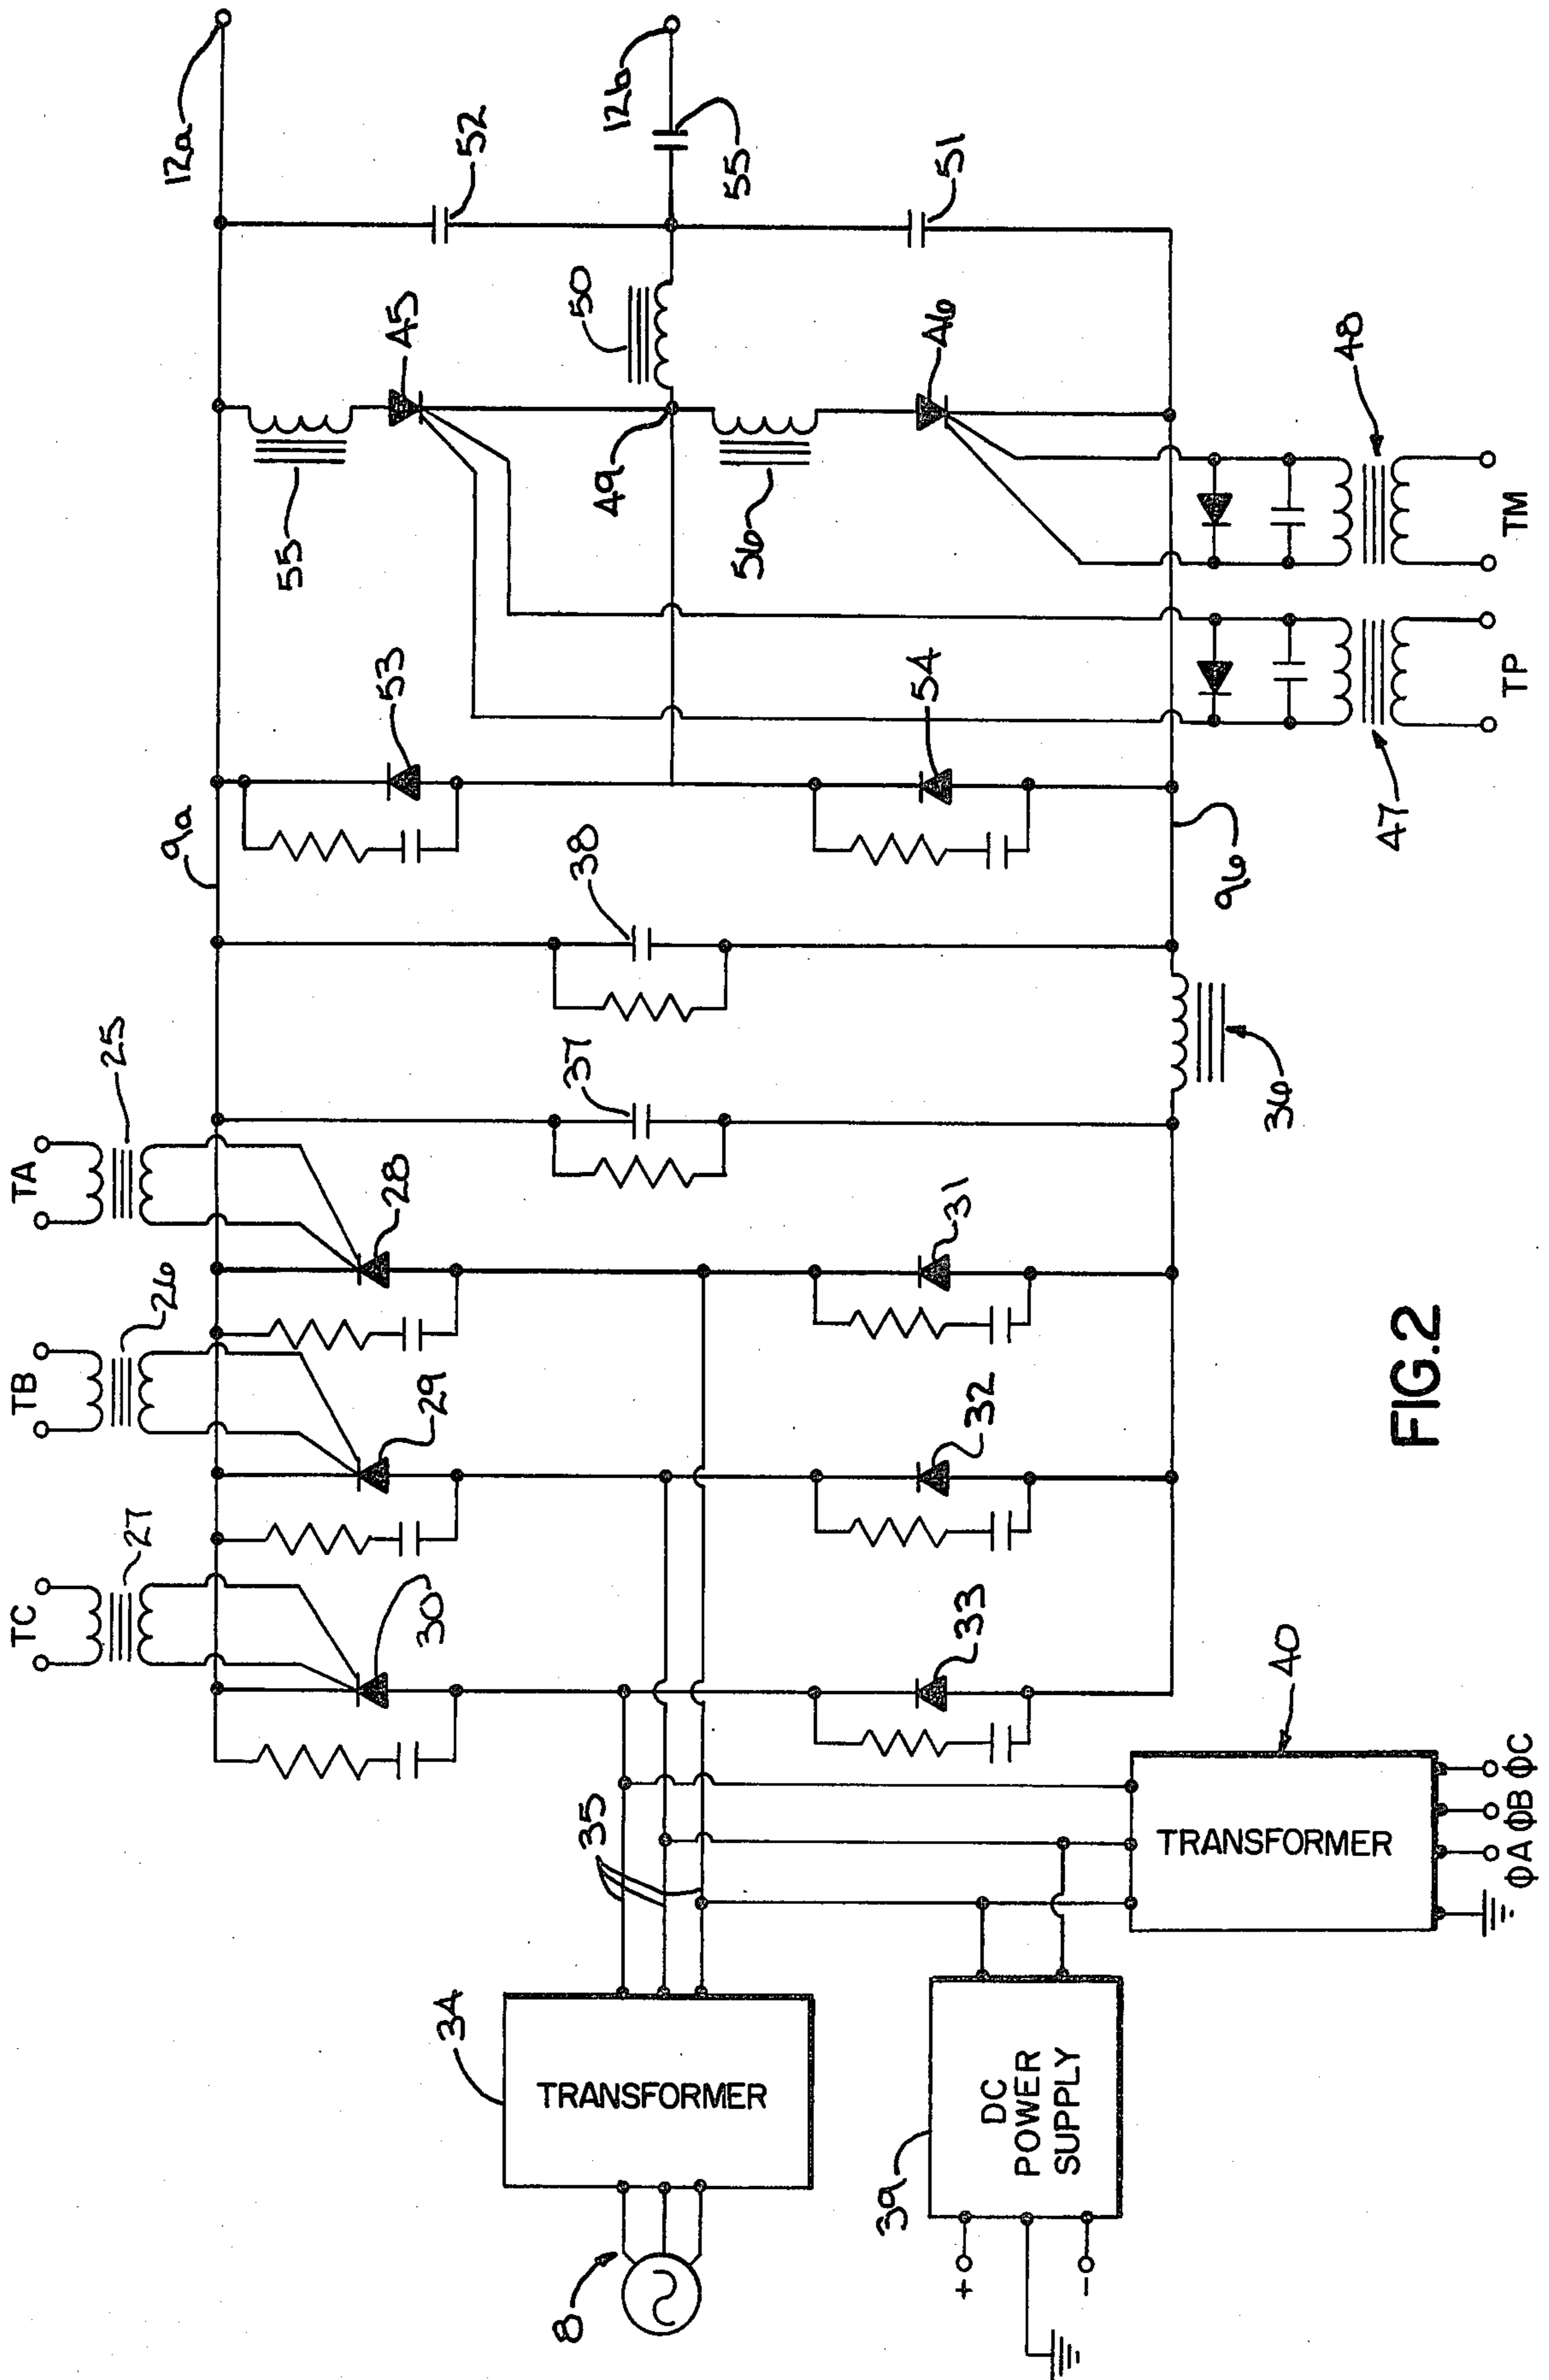 12a
12b
52
55
51
50
45
46
48
55
49
56
TM
TP
47
53
54
9a
9b
38
37
36
TA
25
TB
26
TC
27
28
29
30
31
32
33
35
40
TRANSFORMER
ΦA ΦB ΦC
34
TRANSFORMER
39
DC
POWER
SUPPLY
+
-
8
FIG.2